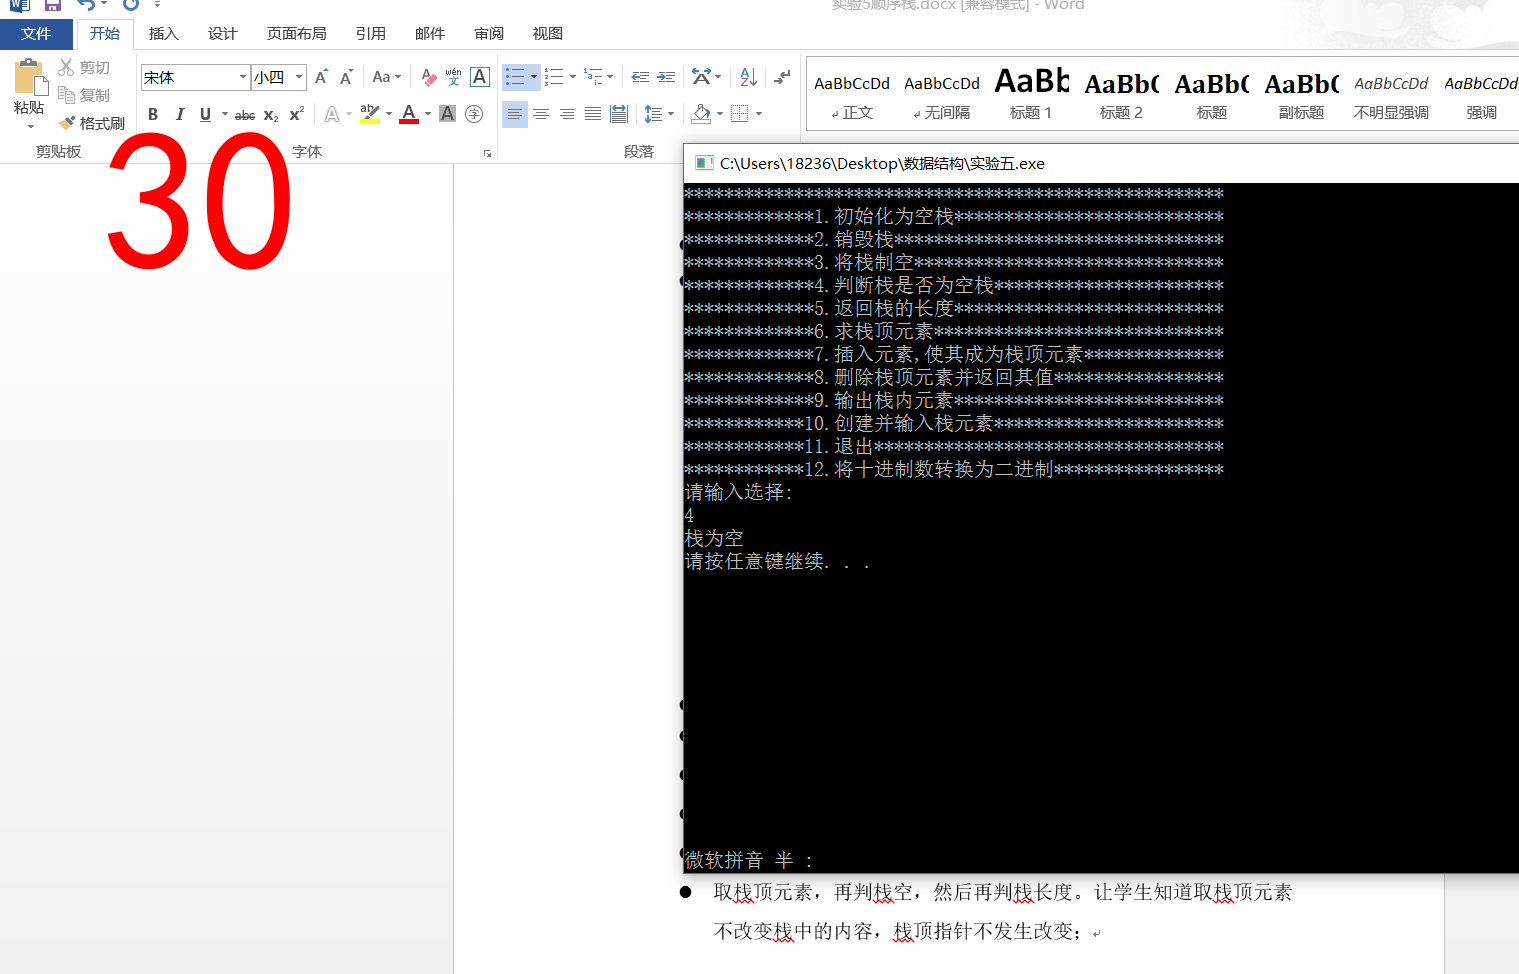 实验5顺序栈.docx [兼容模式] - Word
文件 开始 插入 设计 页面布局 引用 邮件 审阅 视图
粘贴
剪切
复制
格式刷
剪贴板
宋体 小四
字体
段落
AaBbCcDd AaBbCcDd AaBb AaBb( AaBb( AaBb( AaBbCcDd AaBbCcDd
正文 无间隔 标题 1 标题 2 标题 副标题 不明显强调 强调
30
C:\Users\18236\Desktop\数据结构\实验五.exe
******************************************************
*************1.初始化为空栈***************************
*************2.销毁栈*********************************
*************3.将栈制空*******************************
*************4.判断栈是否为空栈***********************
*************5.返回栈的长度***************************
*************6.求栈顶元素*****************************
*************7.插入元素,使其成为栈顶元素**************
*************8.删除栈顶元素并返回其值*****************
*************9.输出栈内元素***************************
************10.创建并输入栈元素***********************
************11.退出***********************************
************12.将十进制数转换为二进制*****************
请输入选择:
4
栈为空
请按任意键继续. . .
微软拼音 半 :
● 取栈顶元素，再判栈空，然后再判栈长度。让学生知道取栈顶元素
不改变栈中的内容，栈顶指针不发生改变；